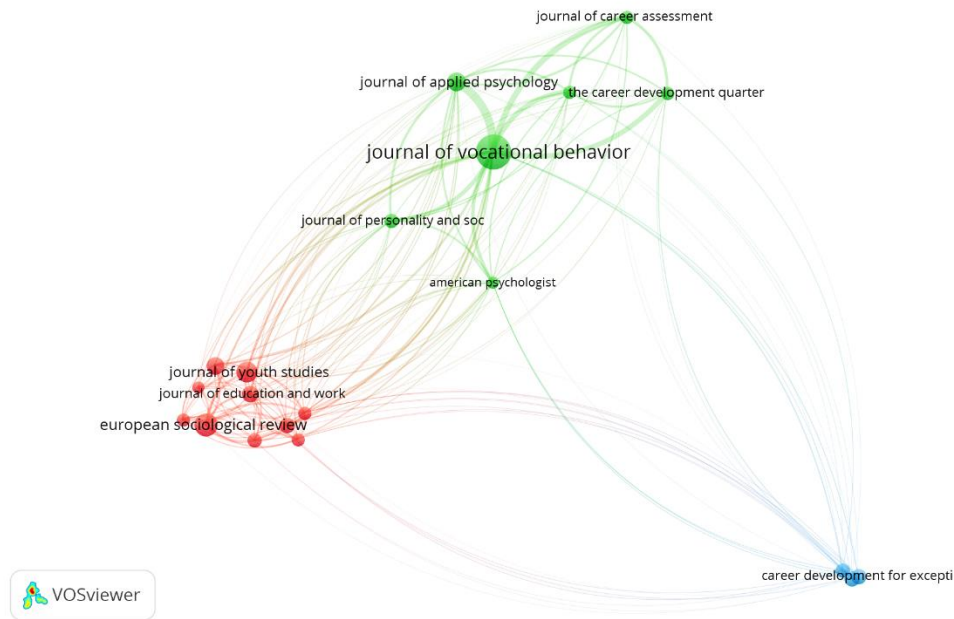 journal of career assessment
journal of applied psychology
the career development quarter
journal of vocational behavior
journal of personality and soc
american psychologist
journal of youth studies
journal of education and work
european sociological review
career development for excepti
VOSviewer